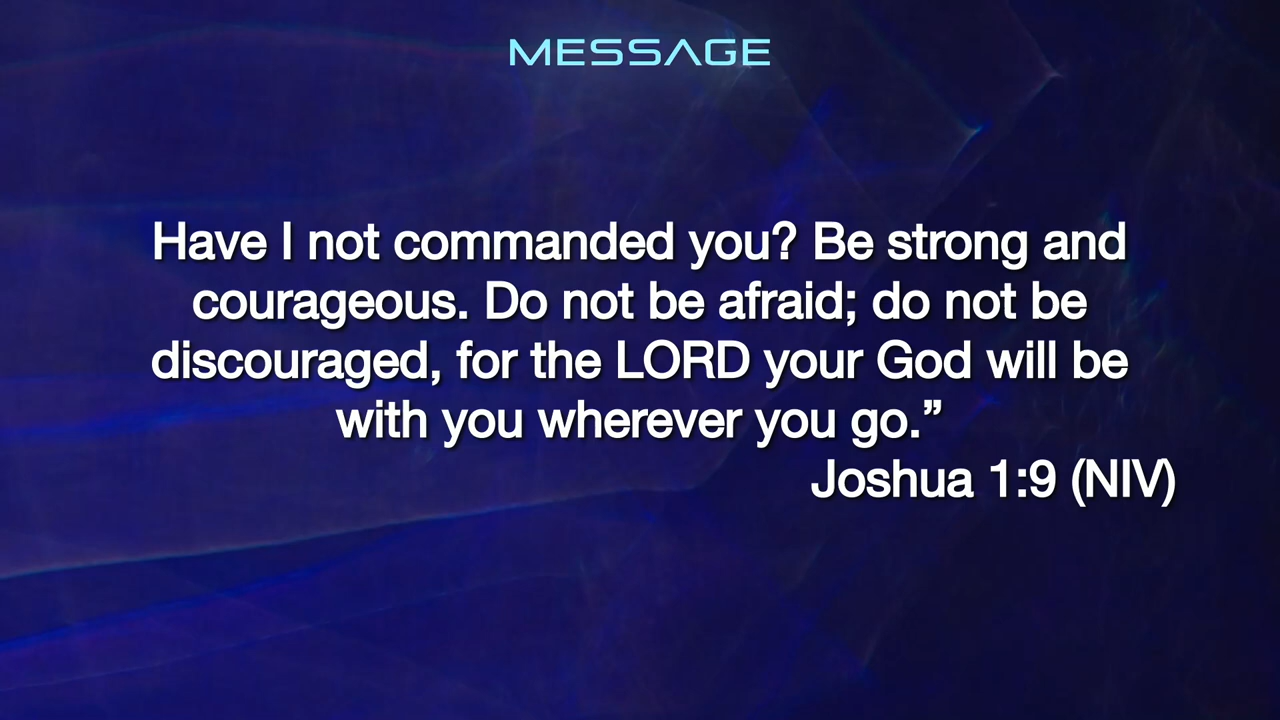 MESSAGE
Have I not commanded you? Be strong and
courageous. Do not be afraid; do not be
discouraged, for the LORD your God will be
with you wherever you go.”
Joshua 1:9 (NIV)